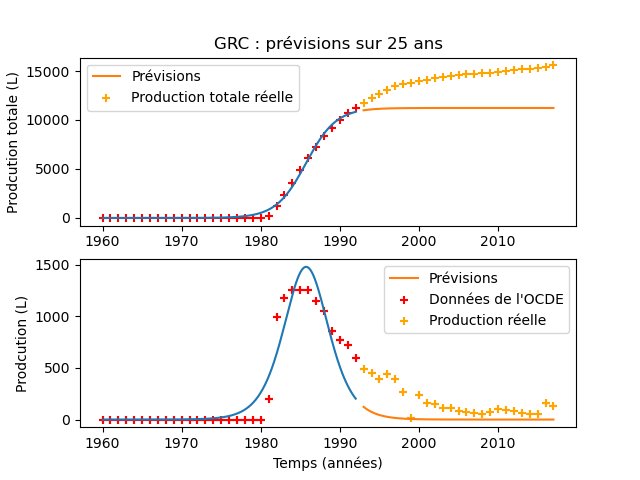 GRC : prévisions sur 25 ans
Prodcution totale (L)
15000
10000
5000
0
Prévisions
Production totale réelle
1960 1970 1980 1990 2000 2010
Prodcution (L)
1500
1000
500
0
Prévisions
Données de l'OCDE
Production réelle
1960 1970 1980 1990 2000 2010
Temps (années)